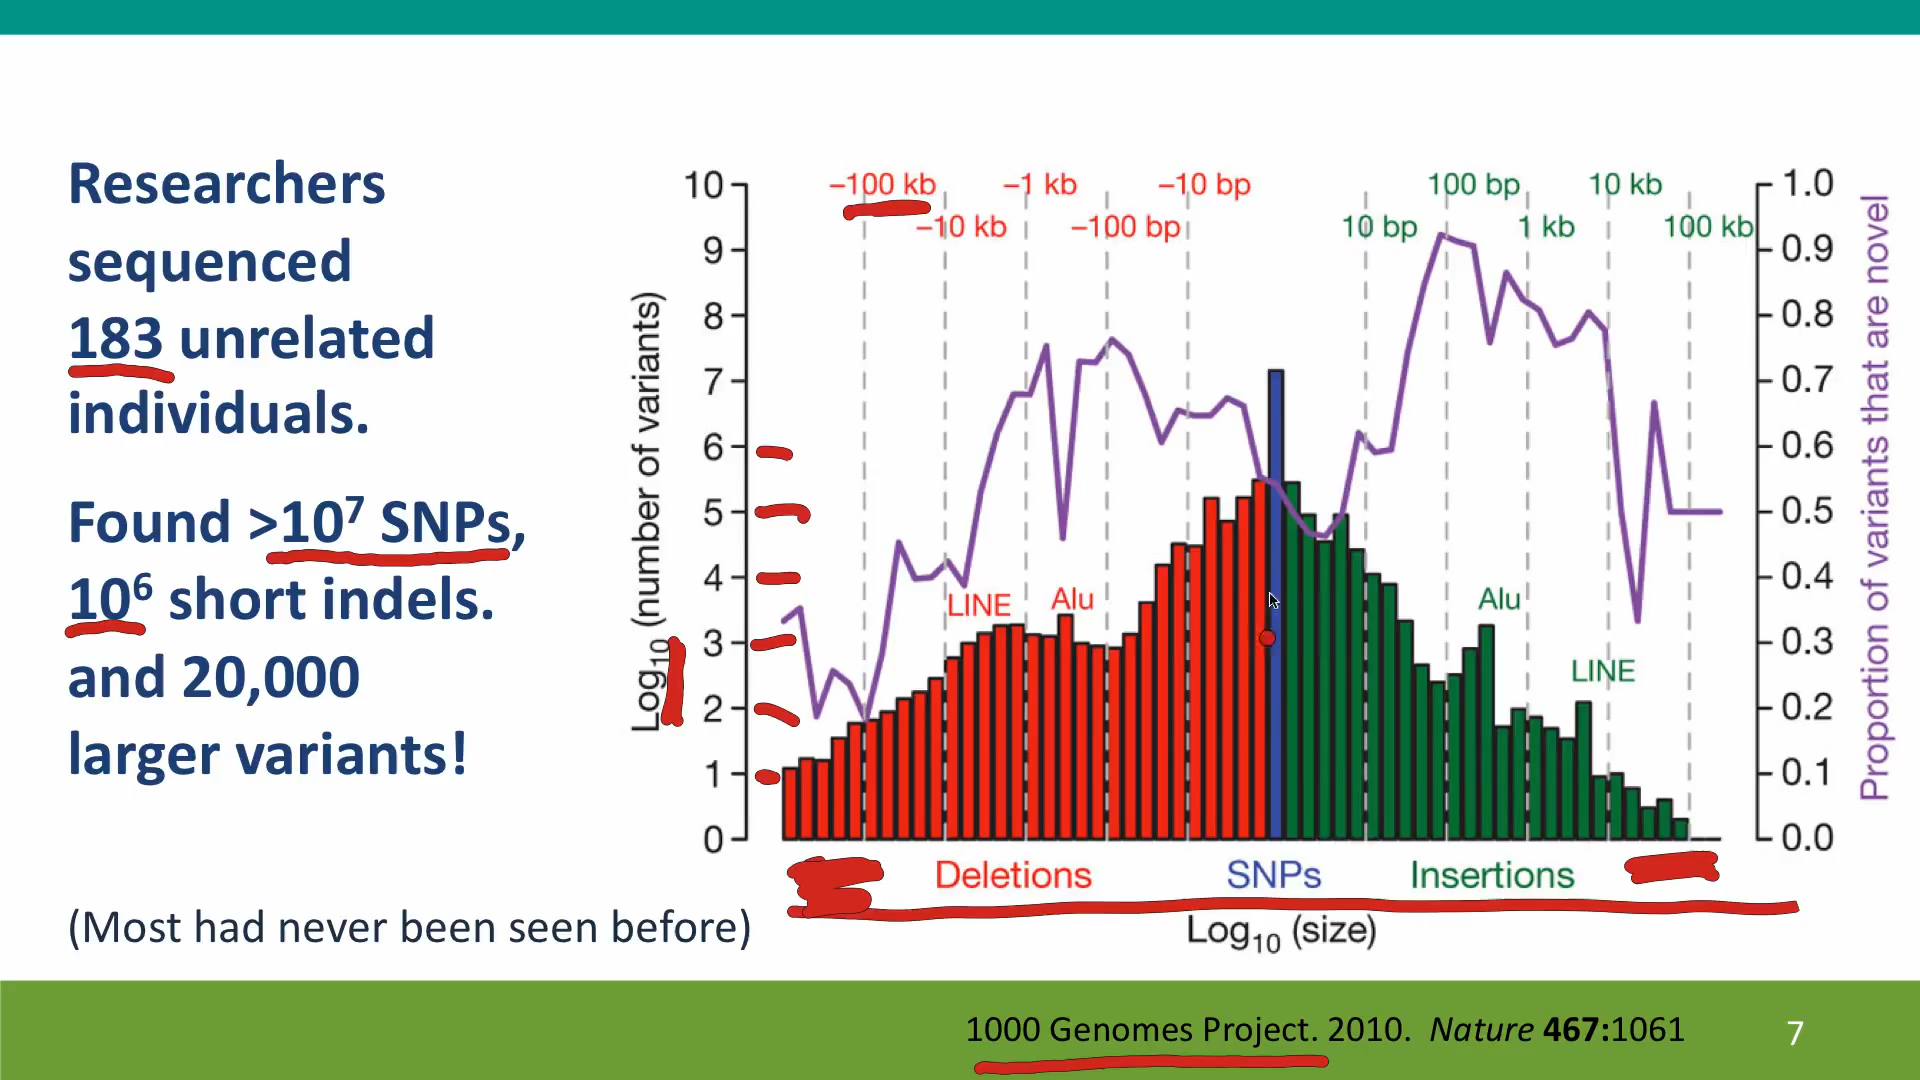 Researchers
sequenced
183 unrelated
individuals.
Found >10⁷ SNPs,
10⁶ short indels.
and 20,000
larger variants!
(Most had never been seen before)
–100 kb –1 kb –10 bp 100 bp 10 kb
–10 kb –100 bp 10 bp 1 kb 100 kb
10
9
8
7
6
5
4
3
2
1
0
Log₁₀ (number of variants)
LINE Alu
Alu
LINE
1.0
0.9
0.8
0.7
0.6
0.5
0.4
0.3
0.2
0.1
0.0
Proportion of variants that are novel
Deletions SNPs Insertions
Log₁₀ (size)
1000 Genomes Project. 2010. Nature 467:1061
7